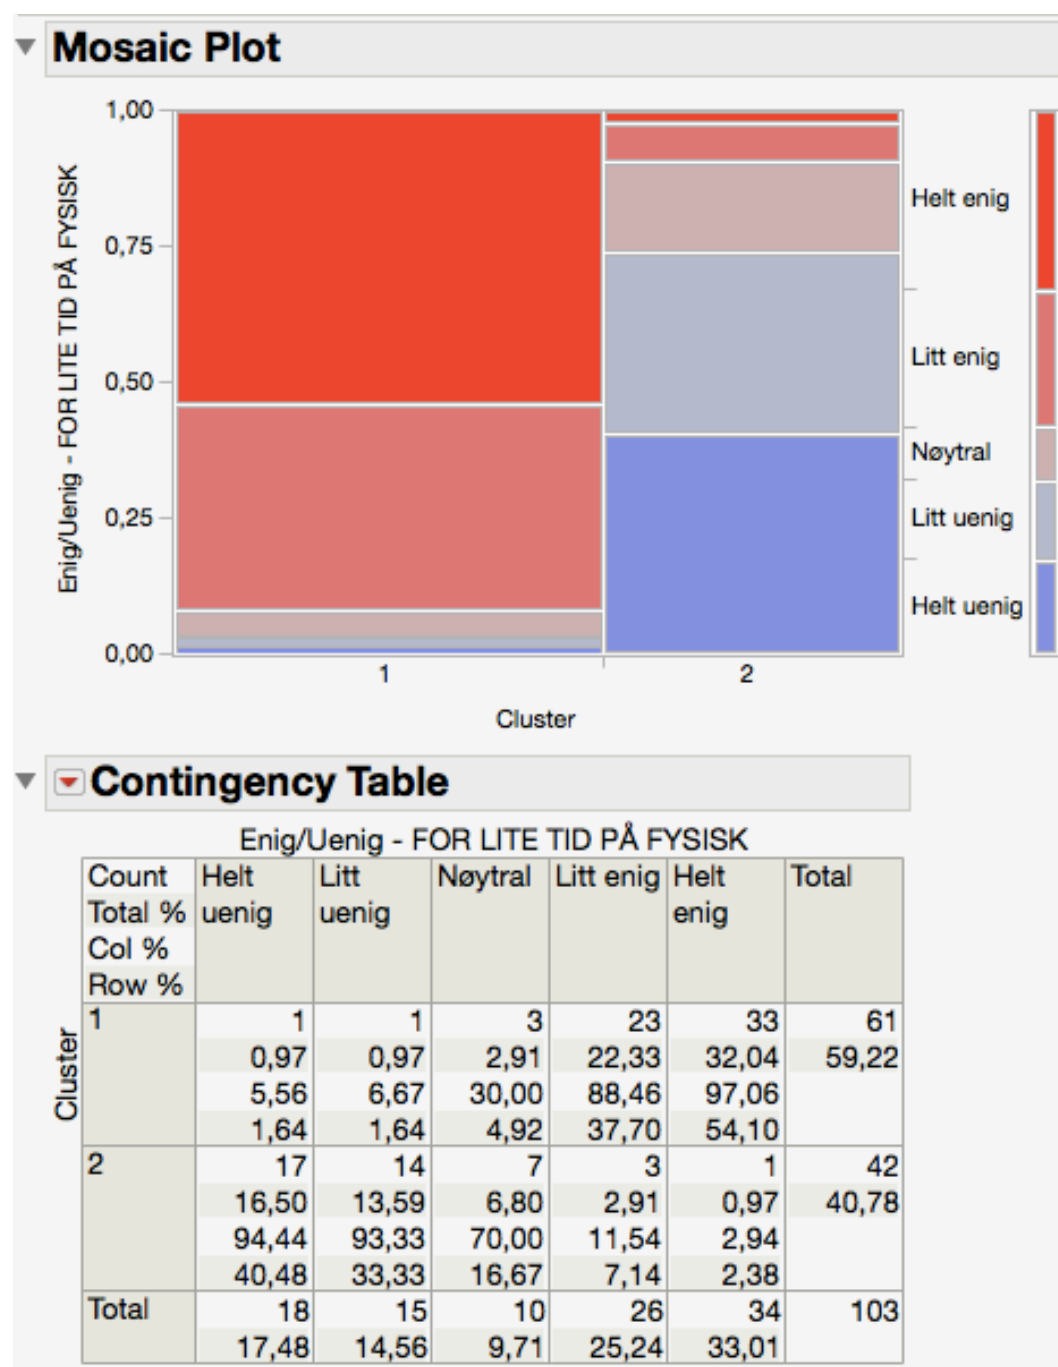 Mosaic Plot
1,00
0,75
0,50
0,25
0,00
Enig/Uenig - FOR LITE TID PÅ FYSISK
Helt enig
Litt enig
Nøytral
Litt uenig
Helt uenig
1 2
Cluster
Contingency Table
Enig/Uenig - FOR LITE TID PÅ FYSISK
Count Helt Litt Nøytral Litt enig Helt Total
Total % uenig uenig enig
Col %
Row %
Cluster
1 1 1 3 23 33 61
0,97 0,97 2,91 22,33 32,04 59,22
5,56 6,67 30,00 88,46 97,06
1,64 1,64 4,92 37,70 54,10
2 17 14 7 3 1 42
16,50 13,59 6,80 2,91 0,97 40,78
94,44 93,33 70,00 11,54 2,94
40,48 33,33 16,67 7,14 2,38
Total 18 15 10 26 34 103
17,48 14,56 9,71 25,24 33,01